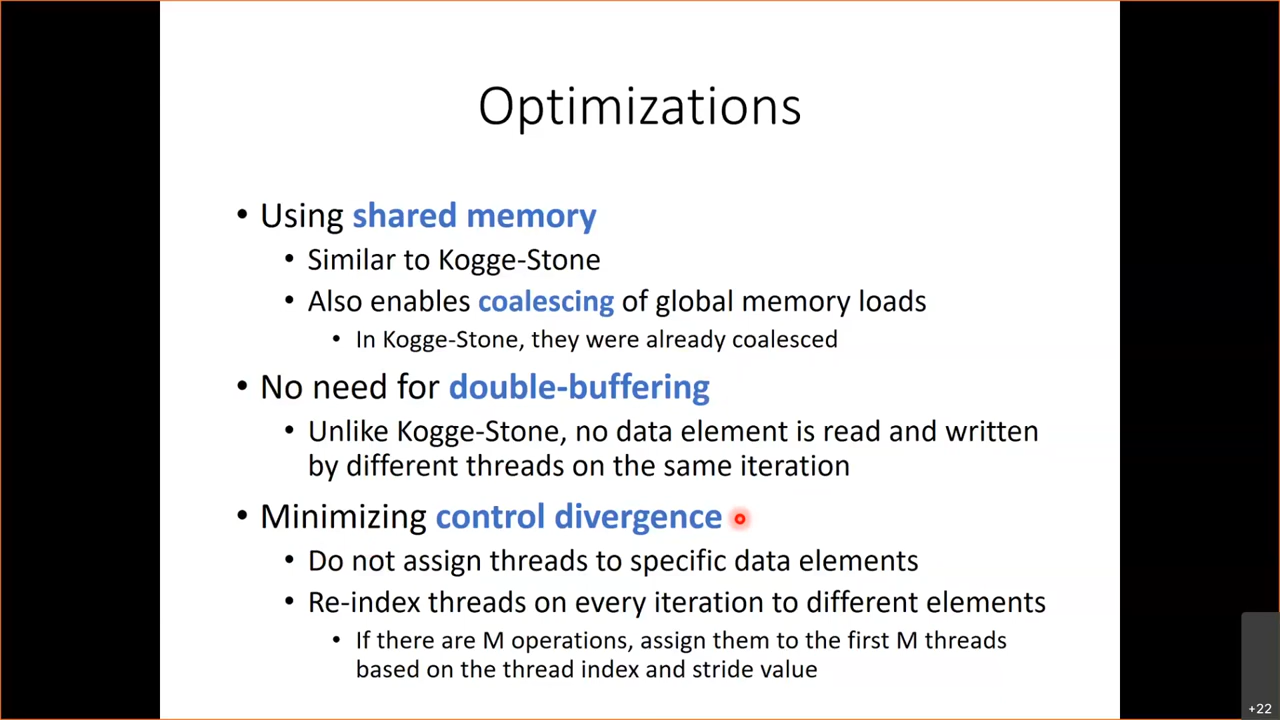 Optimizations
• Using shared memory
• Similar to Kogge-Stone
• Also enables coalescing of global memory loads
• In Kogge-Stone, they were already coalesced
• No need for double-buffering
• Unlike Kogge-Stone, no data element is read and written
by different threads on the same iteration
• Minimizing control divergence
• Do not assign threads to specific data elements
• Re-index threads on every iteration to different elements
• If there are M operations, assign them to the first M threads
based on the thread index and stride value
+22